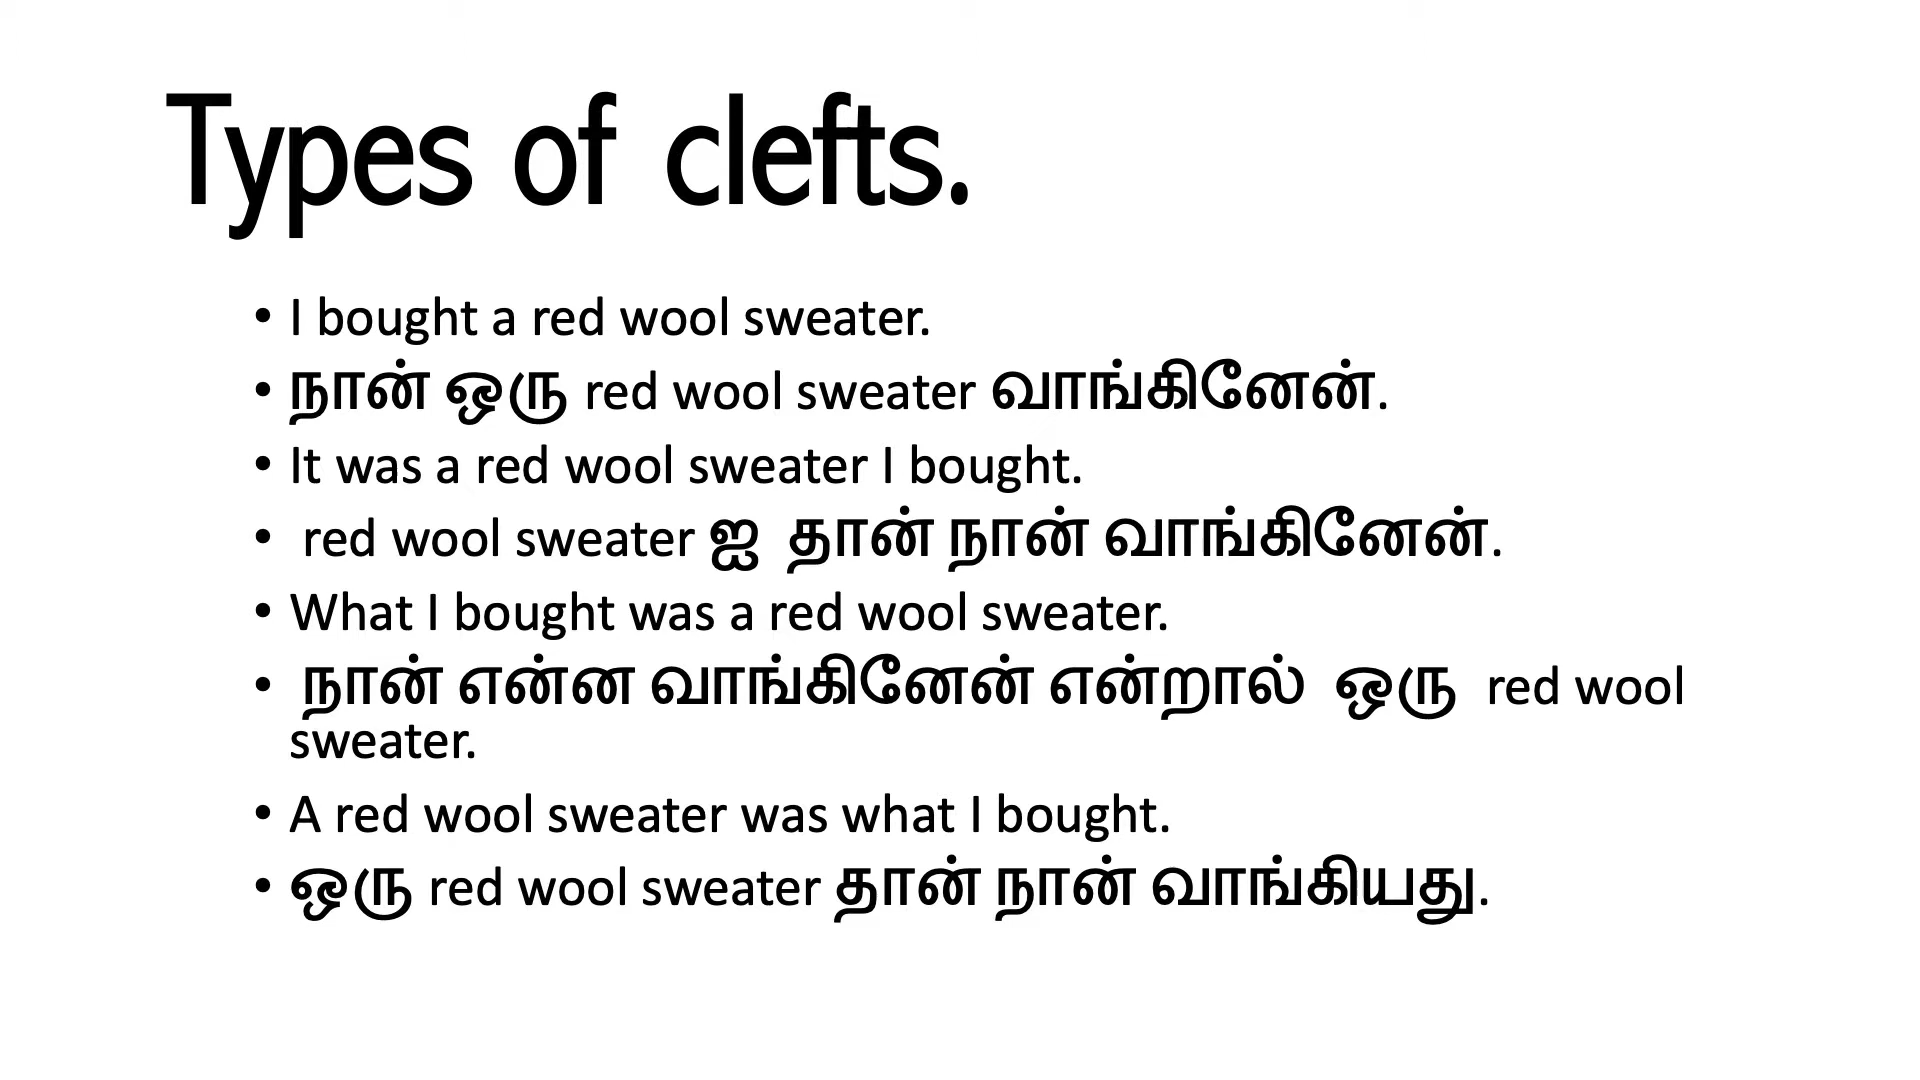 Types of clefts.
• I bought a red wool sweater.
• நான் ஒரு red wool sweater வாங்கினேன்.
• It was a red wool sweater I bought.
• red wool sweater ஐ தான் நான் வாங்கினேன்.
• What I bought was a red wool sweater.
• நான் என்ன வாங்கினேன் என்றால் ஒரு red wool
sweater.
• A red wool sweater was what I bought.
• ஒரு red wool sweater தான் நான் வாங்கியது.